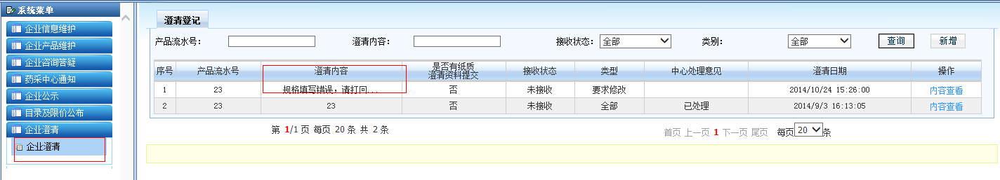 系统菜单
企业信息维护
企业产品维护
企业咨询答疑
药采中心通知
企业公示
目录及限价公布
企业澄清
企业澄清
澄清登记
产品流水号： 澄清内容： 接收状态： 全部 类别： 全部 查询 新增
序号 产品流水号 澄清内容 是否有纸质澄清资料提交 接收状态 类型 中心处理意见 澄清日期 操作
1 23 规格填写错误，请打回... 否 未接收 要求修改 2014/10/24 15:26:00 内容查看
2 23 23 否 未接收 全部 已处理 2014/9/3 16:13:05 内容查看
第 1/1 页 每页 20 条 共 2 条 首页 上一页 1 下一页 尾页 每页 20 条